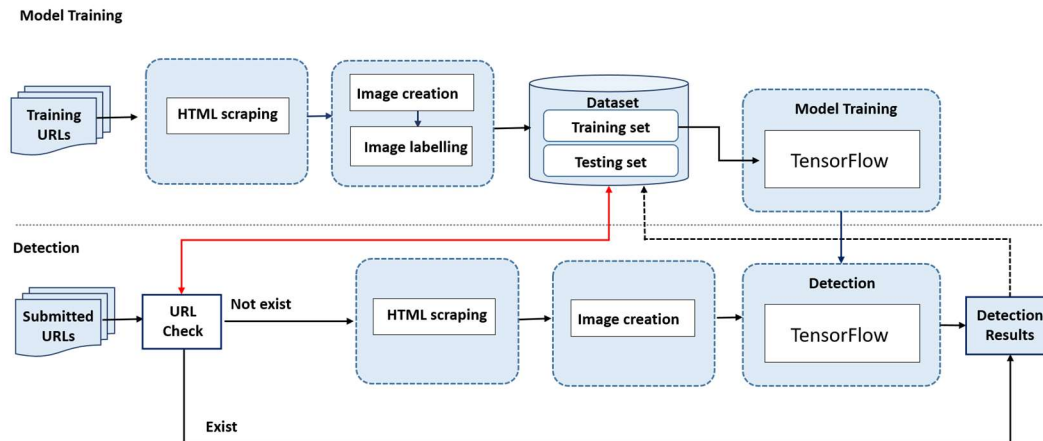 Model Training
Training
URLs
HTML scraping
Image creation
Image labelling
Dataset
Training set
Testing set
Model Training
TensorFlow
Detection
Submitted
URLs
URL
Check
Not exist
Exist
HTML scraping
Image creation
Detection
TensorFlow
Detection
Results